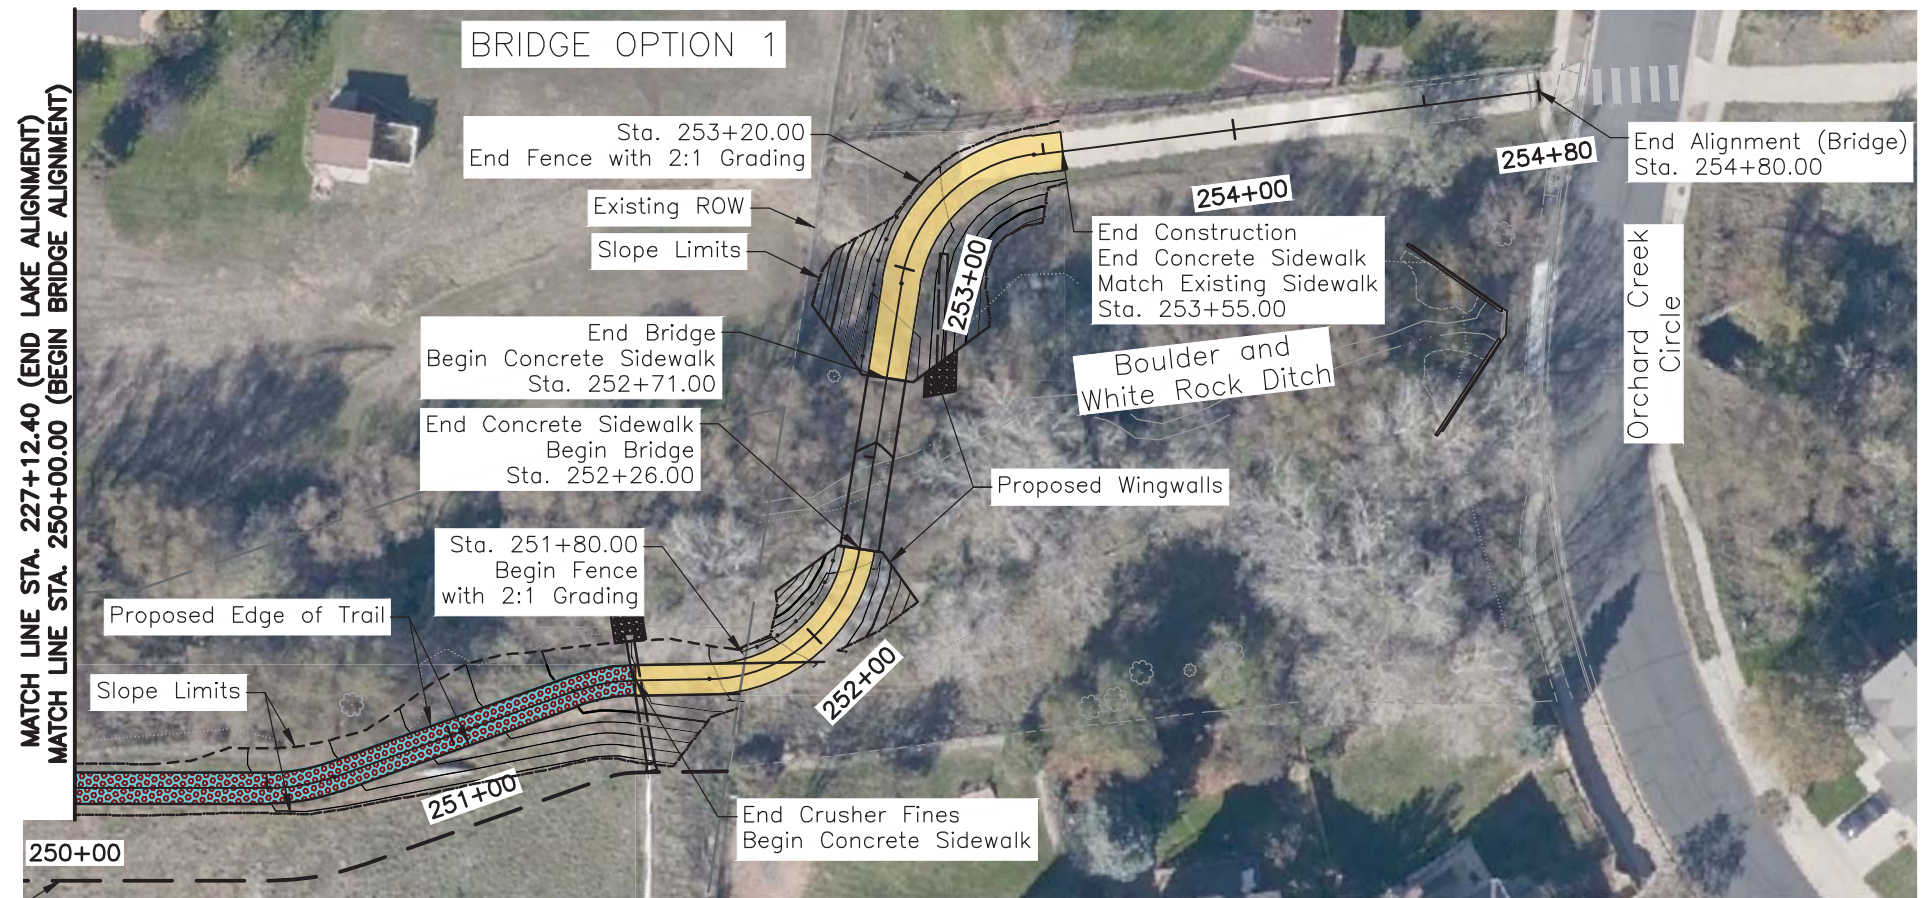 BRIDGE OPTION 1
MATCH LINE STA. 227+12.40 (END LAKE ALIGNMENT)
MATCH LINE STA. 250+00.00 (BEGIN BRIDGE ALIGNMENT)
Sta. 253+20.00
End Fence with 2:1 Grading
Existing ROW
Slope Limits
End Bridge
Begin Concrete Sidewalk
Sta. 252+71.00
End Concrete Sidewalk
Begin Bridge
Sta. 252+26.00
Sta. 251+80.00
Begin Fence
with 2:1 Grading
Proposed Edge of Trail
Slope Limits
250+00
251+00
252+00
253+00
254+00
254+80
End Alignment (Bridge)
Sta. 254+80.00
End Construction
End Concrete Sidewalk
Match Existing Sidewalk
Sta. 253+55.00
Boulder and
White Rock Ditch
Orchard Creek
Circle
Proposed Wingwalls
End Crusher Fines
Begin Concrete Sidewalk